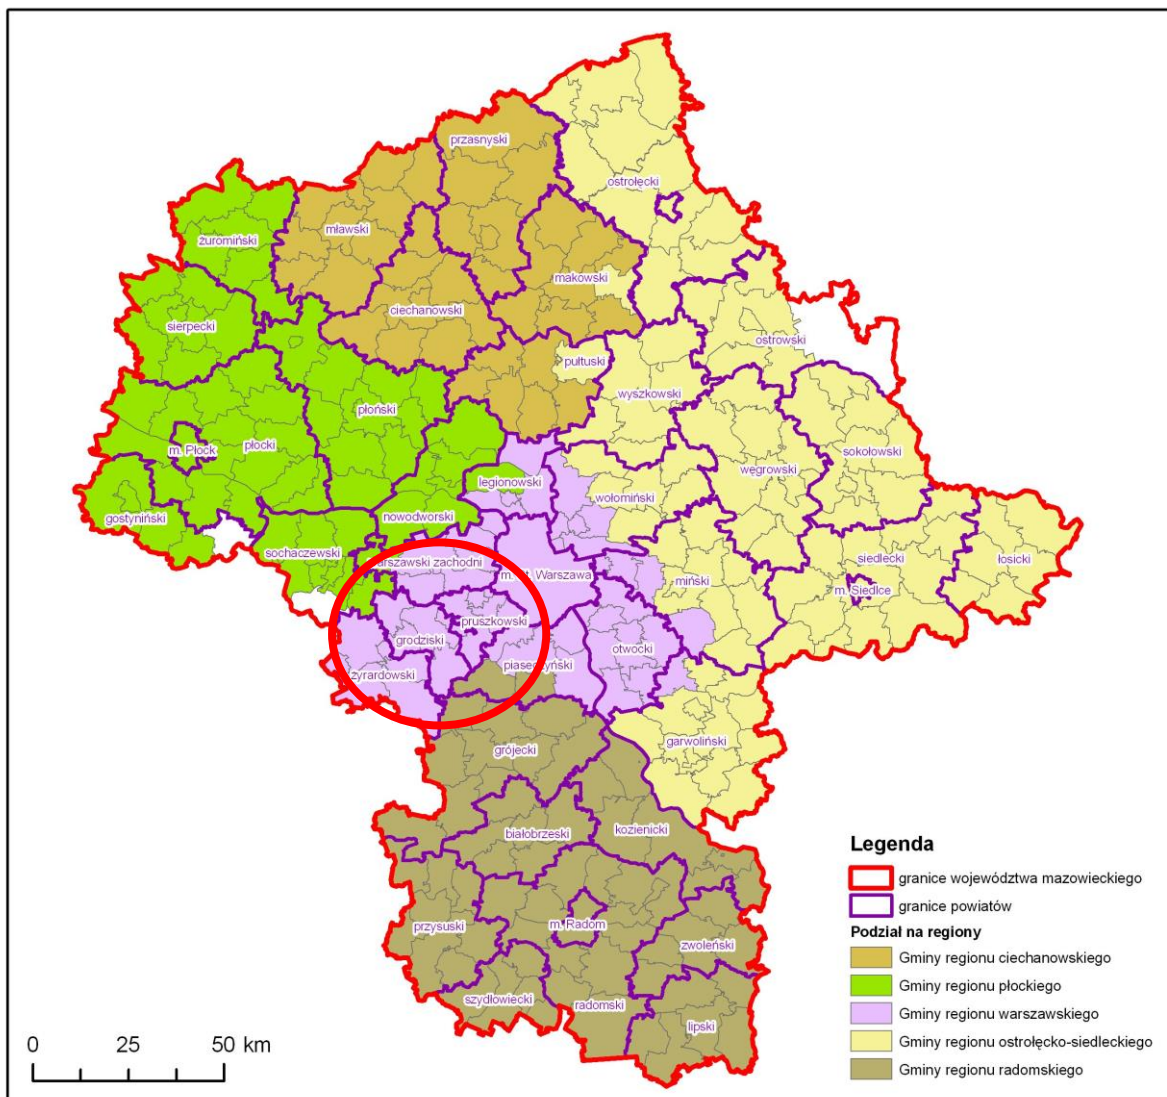 przasnyski
ostrołęcki
mławski
żuromiński
makowski
ciechanowski
sierpecki
ostrowski
pułtuski
wyszkowski
płoński
m. Płock
płocki
sokołowski
węgrowski
legionowski
wołomiński
gostyniński
nowodworski
sochaczewski
siedlecki
łosicki
arszawski zachodni
m. st. Warszawa
miński
m. Siedlce
pruszkowski
grodziski
otwocki
piaseczyński
żyrardowski
garwoliński
grójecki
białobrzeski
kozienicki
przysuski
m. Radom
zwoleński
szydłowiecki
radomski
lipski
Legenda
granice województwa mazowieckiego
granice powiatów
Podział na regiony
Gminy regionu ciechanowskiego
Gminy regionu płockiego
Gminy regionu warszawskiego
Gminy regionu ostrołęcko-siedleckiego
Gminy regionu radomskiego
0 25 50 km